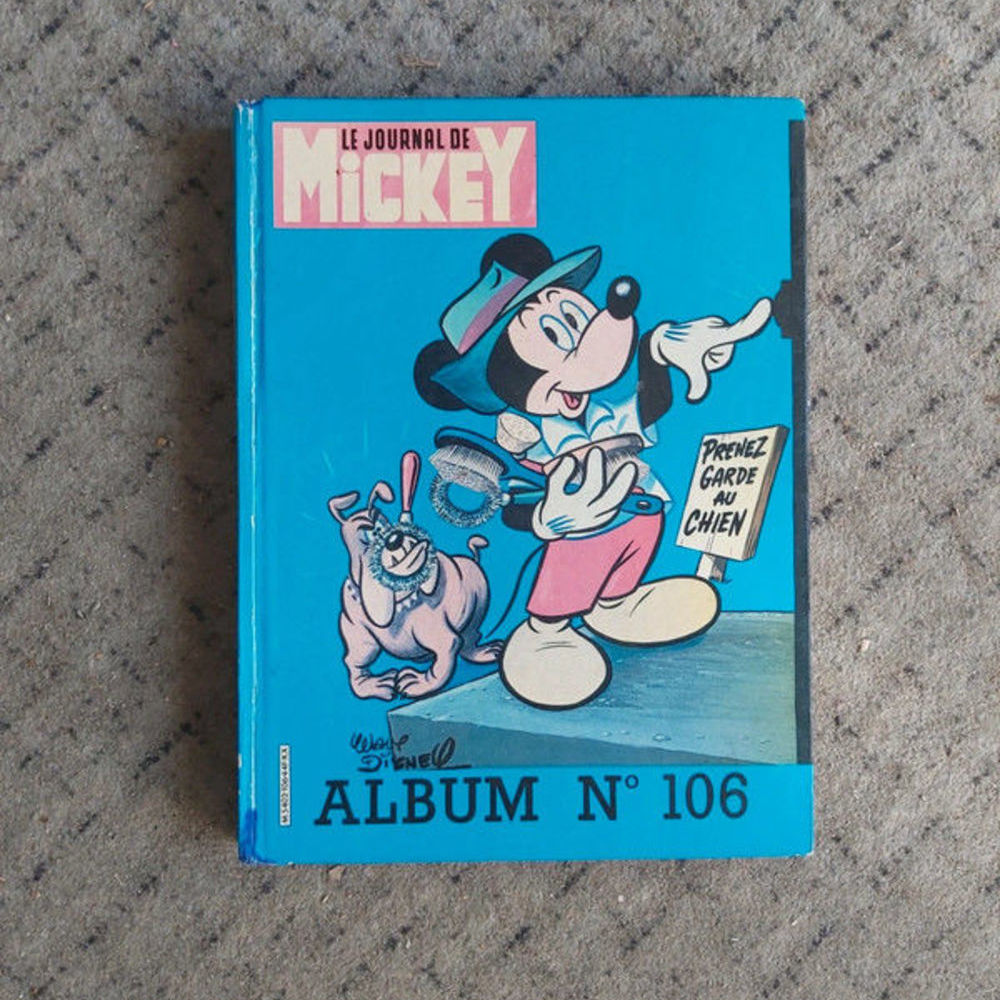 LE JOURNAL DE
MiCKEY
PRENEZ
GARDE
AU
CHIEN
WALT
DISNEY
ALBUM N° 106